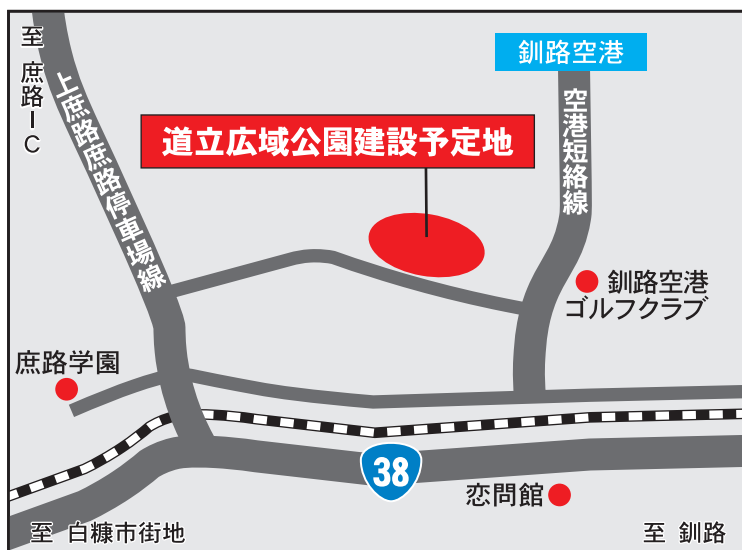 至 庶路IC
上庶路庶路停車場線
釧路空港
空港短絡線
道立広域公園建設予定地
釧路空港
ゴルフクラブ
庶路学園
38
恋問館
至 白糠市街地
至 釧路